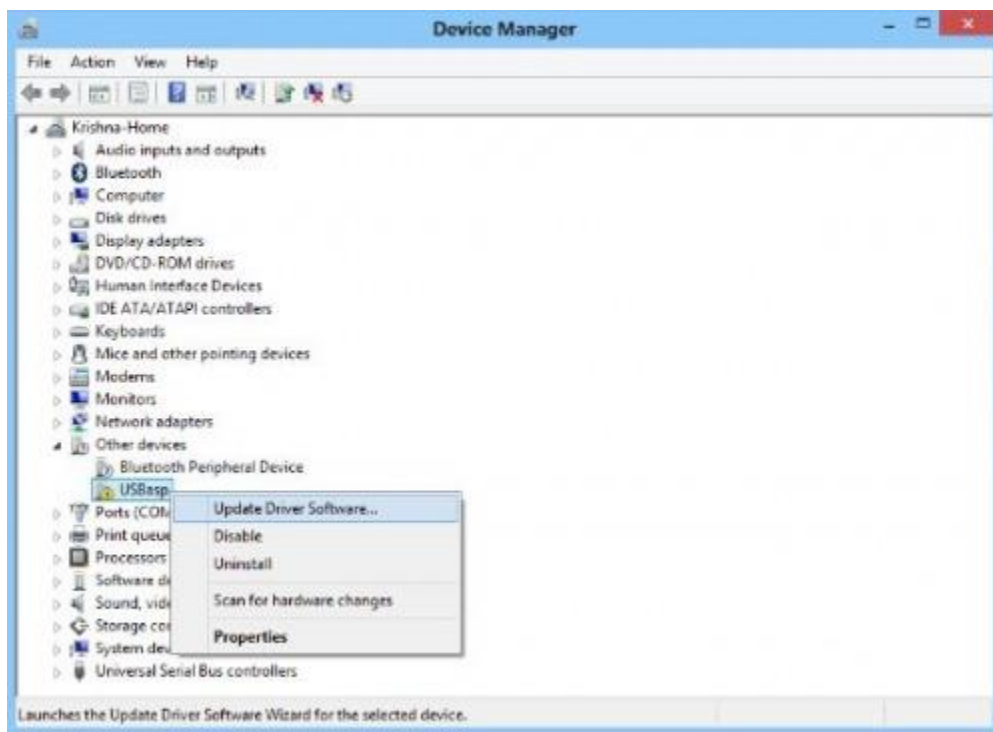 Device Manager
File Action View Help
Krishna-Home
Audio inputs and outputs
Bluetooth
Computer
Disk drives
Display adapters
DVD/CD-ROM drives
Human Interface Devices
IDE ATA/ATAPI controllers
Keyboards
Mice and other pointing devices
Modems
Monitors
Network adapters
Other devices
Bluetooth Peripheral Device
USBasp
Update Driver Software...
Ports (COM
Disable
Print queue
Uninstall
Processors
Software de
Scan for hardware changes
Sound, vide
Storage con
Properties
System dev
Universal Serial Bus controllers
Launches the Update Driver Software Wizard for the selected device.